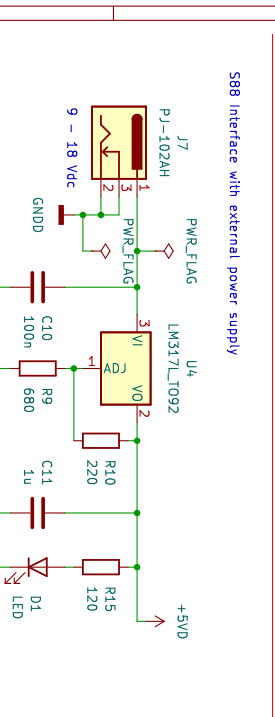 S88 Interface with external power supply
J7
PJ-102AH
9 - 18 Vdc
1
3
2
GNDD
PWR_FLAG
PWR_FLAG
C10
100n
U4
LM317L_TO92
3
VI
1
ADJ
VO
2
R9
680
R10
220
C11
1u
R15
120
D1
LED
+5VD